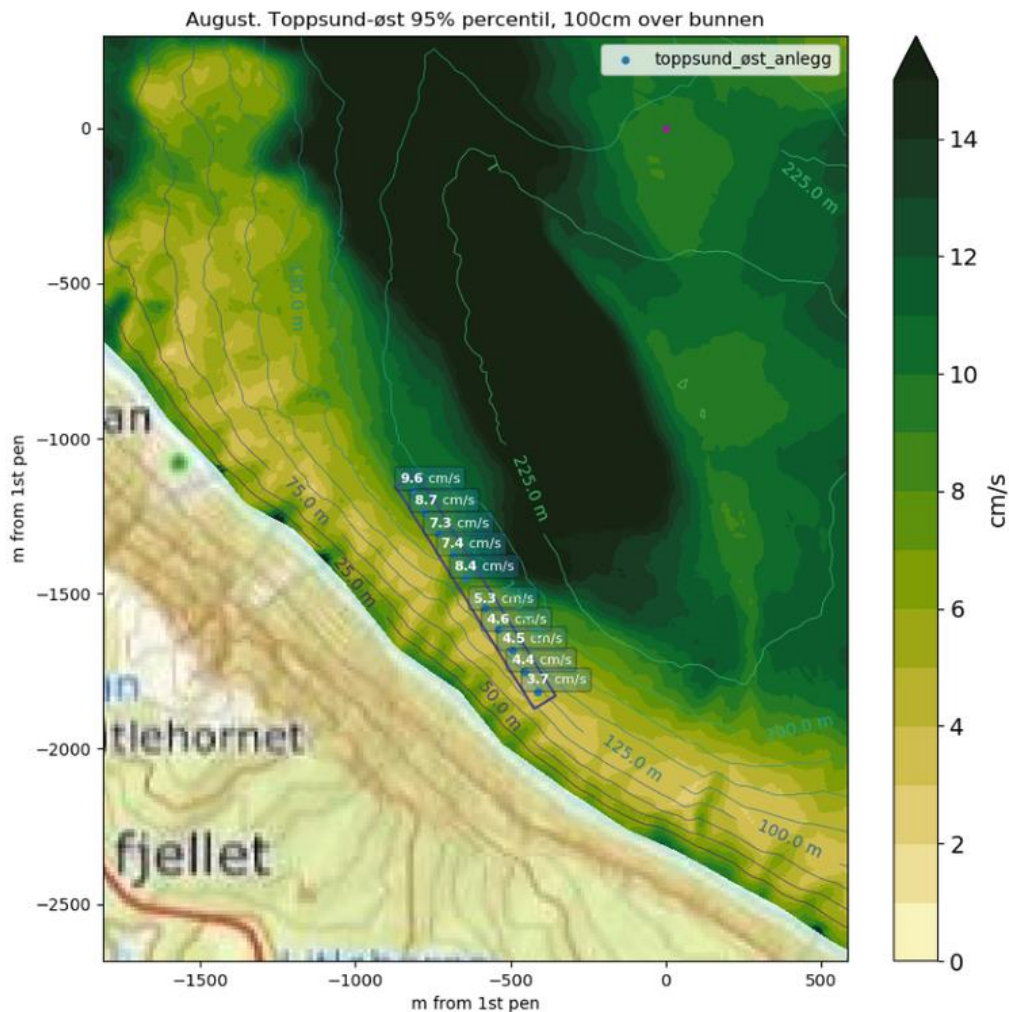 August. Toppsund-øst 95% percentil, 100cm over bunnen
toppsund_øst_anlegg
0
−500
−1000
−1500
−2000
−2500
m from 1st pen
225.0 m
100.0 m
an
75.0 m
225.0 m
25.0 m
9.6 cm/s
8.7 cm/s
7.3 cm/s
7.4 cm/s
8.4 cm/s
5.3 cm/s
4.6 cm/s
4.5 cm/s
4.4 cm/s
3.7 cm/s
50.0 m
200.0 m
tlehornet
125.0 m
100.0 m
fjellet
−1500
−1000
−500
0
500
m from 1st pen
14
12
10
8
6
4
2
0
cm/s